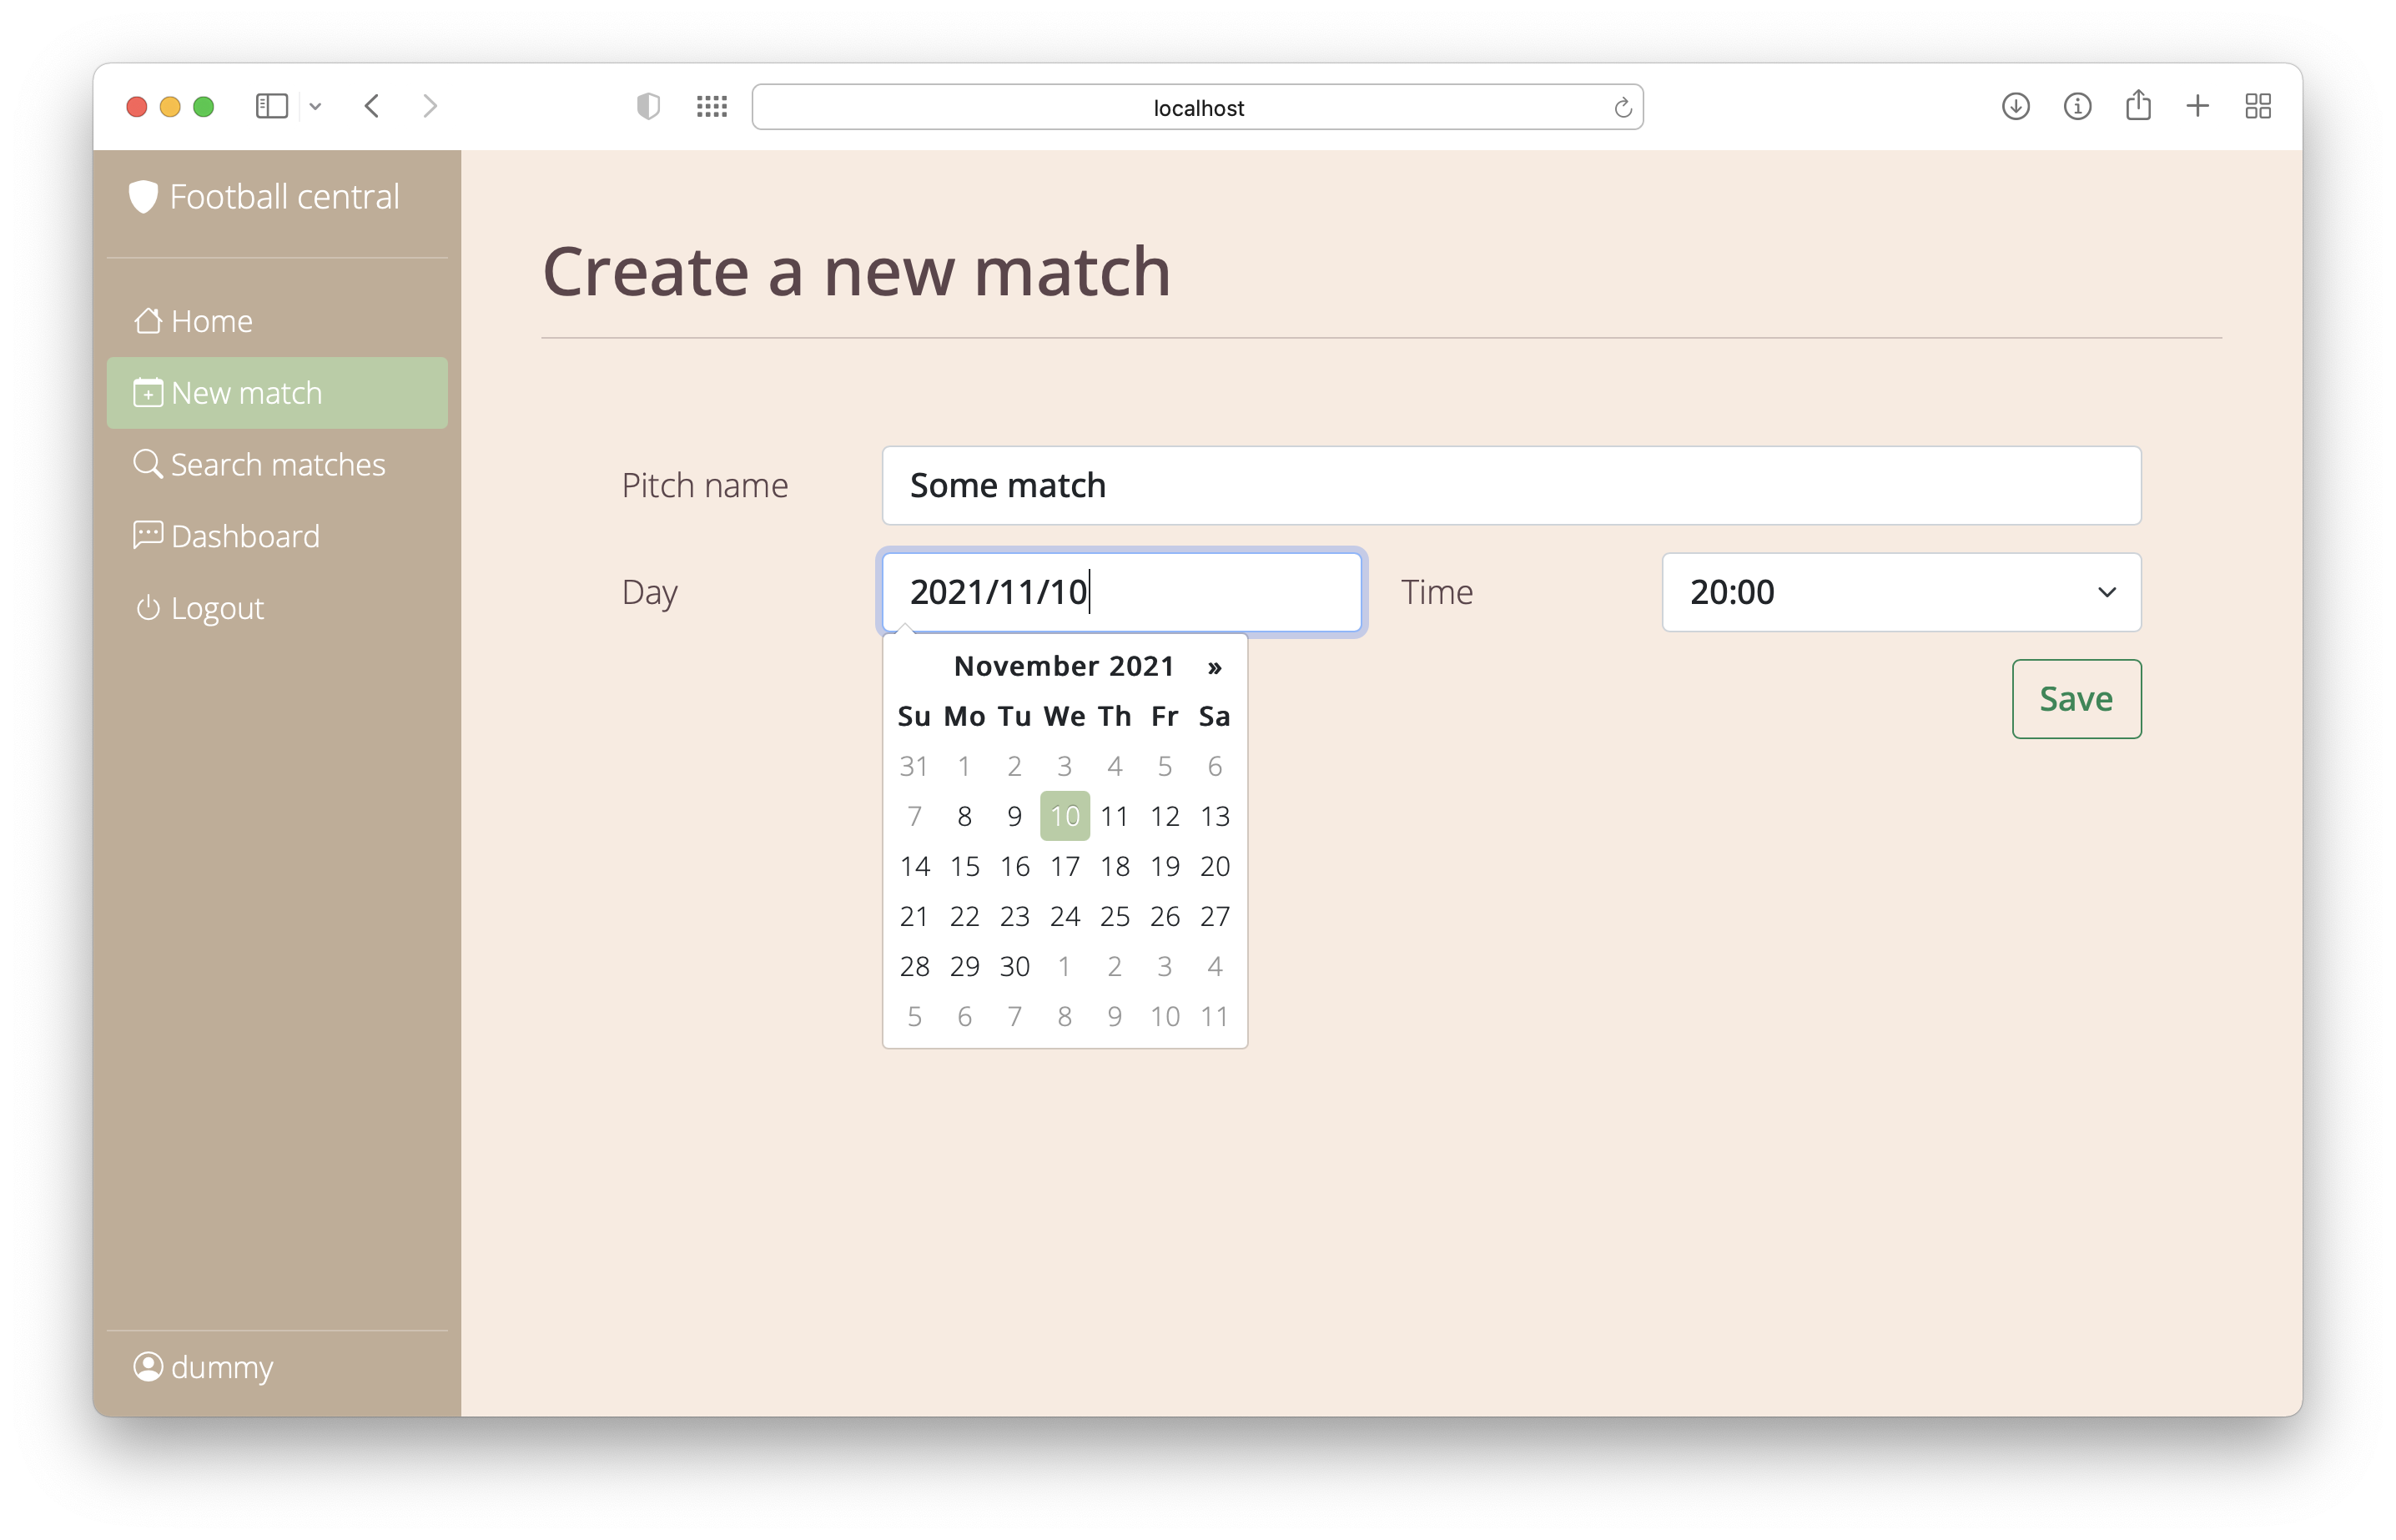 localhost
Football central
Home
New match
Search matches
Dashboard
Logout
dummy
Create a new match
Pitch name
Some match
Day
2021/11/10
Time
20:00
November 2021 »
Su Mo Tu We Th Fr Sa
31 1 2 3 4 5 6
7 8 9 10 11 12 13
14 15 16 17 18 19 20
21 22 23 24 25 26 27
28 29 30 1 2 3 4
5 6 7 8 9 10 11
Save